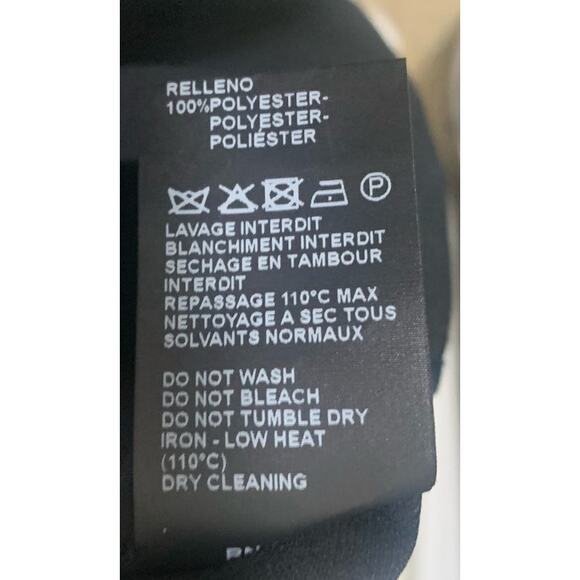 RELLENO
100%POLYESTER-
POLYESTER-
POLIÉSTER
P
LAVAGE INTERDIT
BLANCHIMENT INTERDIT
SECHAGE EN TAMBOUR
INTERDIT
REPASSAGE 110°C MAX
NETTOYAGE A SEC TOUS
SOLVANTS NORMAUX
DO NOT WASH
DO NOT BLEACH
DO NOT TUMBLE DRY
IRON - LOW HEAT
(110°C)
DRY CLEANING